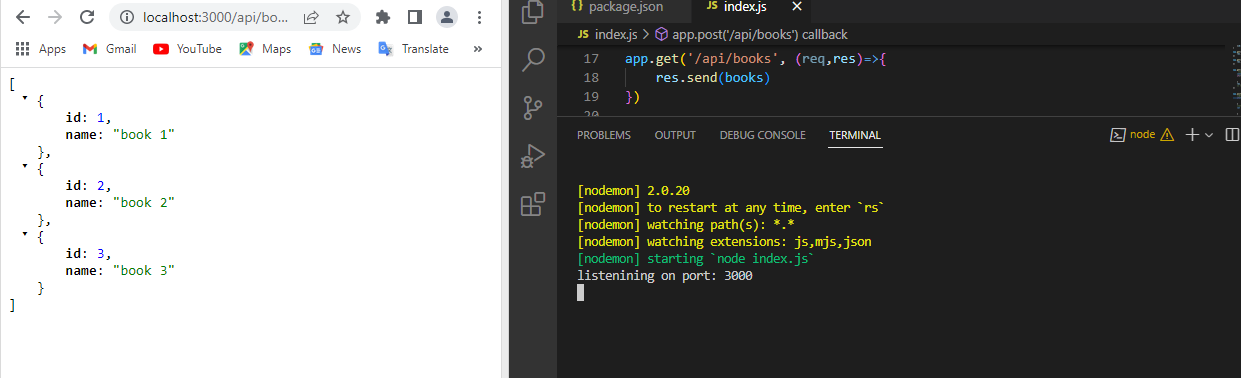 localhost:3000/api/bo...
Apps
Gmail
YouTube
Maps
News
Translate
»
[
{
id: 1,
name: "book 1"
},
{
id: 2,
name: "book 2"
},
{
id: 3,
name: "book 3"
}
]
{} package.json
JS index.js
JS index.js > app.post('/api/books') callback
17 app.get('/api/books', (req,res)=>{
18 res.send(books)
19 })
20
PROBLEMS
OUTPUT
DEBUG CONSOLE
TERMINAL
node
[nodemon] 2.0.20
[nodemon] to restart at any time, enter `rs`
[nodemon] watching path(s): *.*
[nodemon] watching extensions: js,mjs,json
[nodemon] starting `node index.js`
listenining on port: 3000